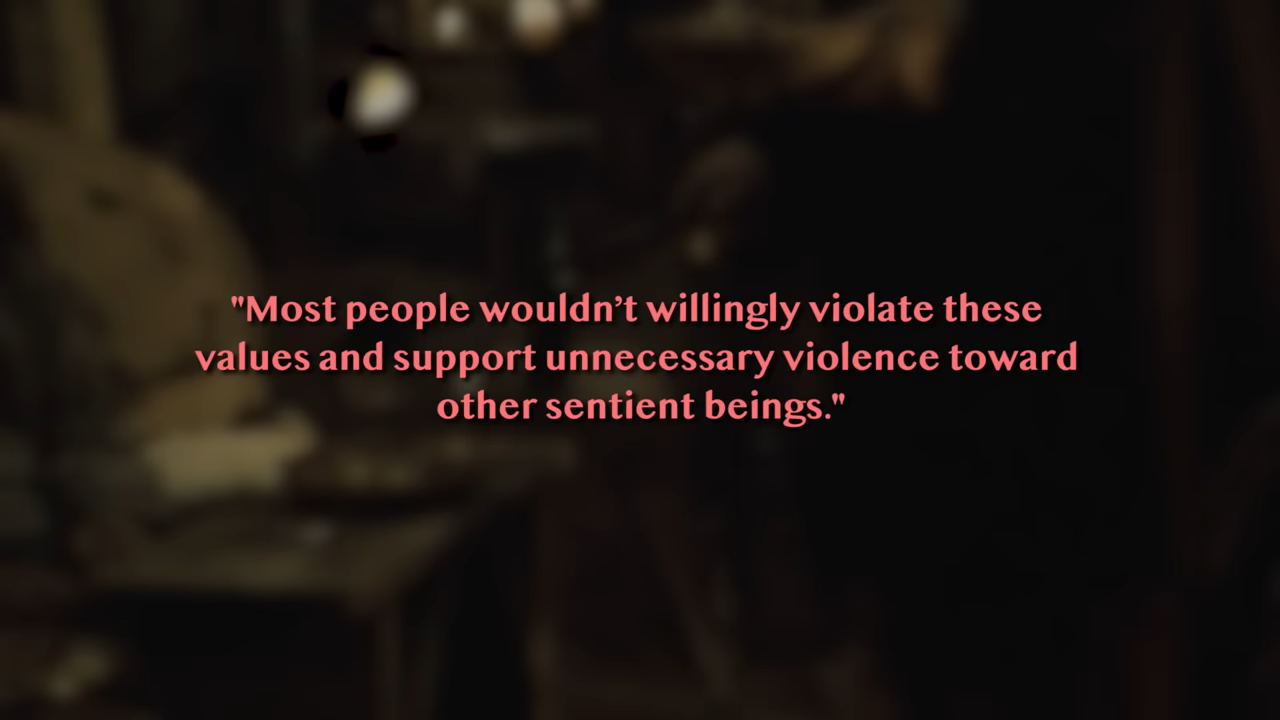 "Most people wouldn’t willingly violate these
values and support unnecessary violence toward
other sentient beings."